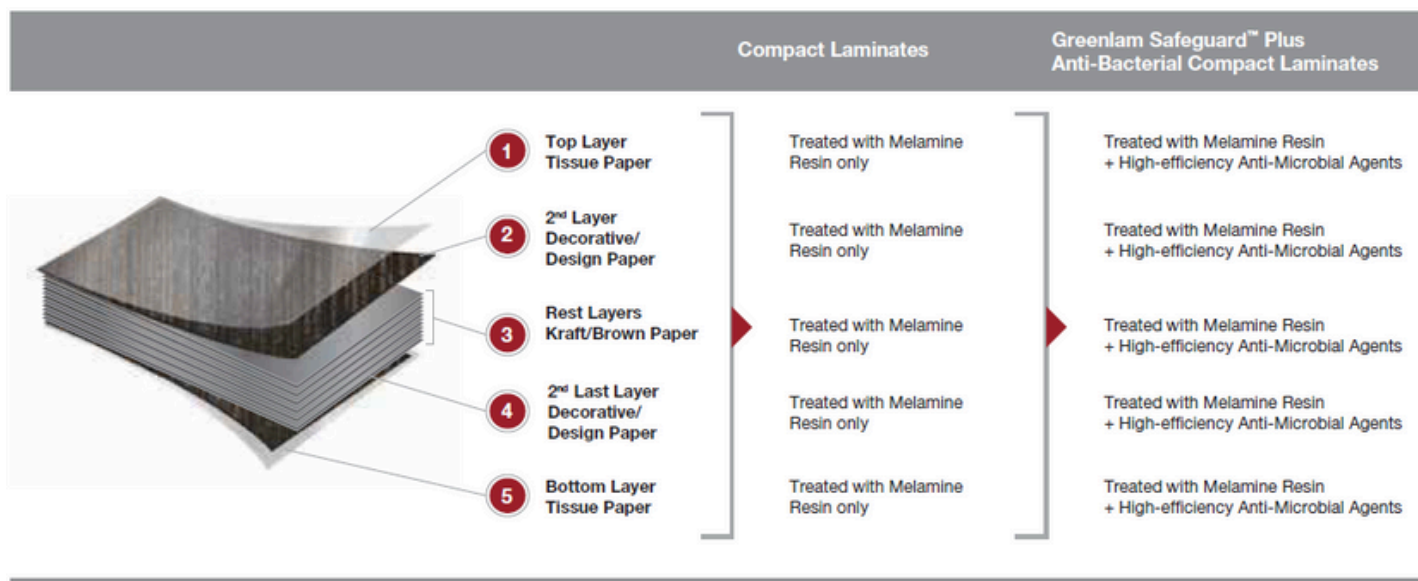 Compact Laminates
Greenlam Safeguard™ Plus
Anti-Bacterial Compact Laminates
1
Top Layer
Tissue Paper
Treated with Melamine
Resin only
Treated with Melamine Resin
+ High-efficiency Anti-Microbial Agents
2
2nd Layer
Decorative/
Design Paper
Treated with Melamine
Resin only
Treated with Melamine Resin
+ High-efficiency Anti-Microbial Agents
3
Rest Layers
Kraft/Brown Paper
Treated with Melamine
Resin only
Treated with Melamine Resin
+ High-efficiency Anti-Microbial Agents
4
2nd Last Layer
Decorative/
Design Paper
Treated with Melamine
Resin only
Treated with Melamine Resin
+ High-efficiency Anti-Microbial Agents
5
Bottom Layer
Tissue Paper
Treated with Melamine
Resin only
Treated with Melamine Resin
+ High-efficiency Anti-Microbial Agents